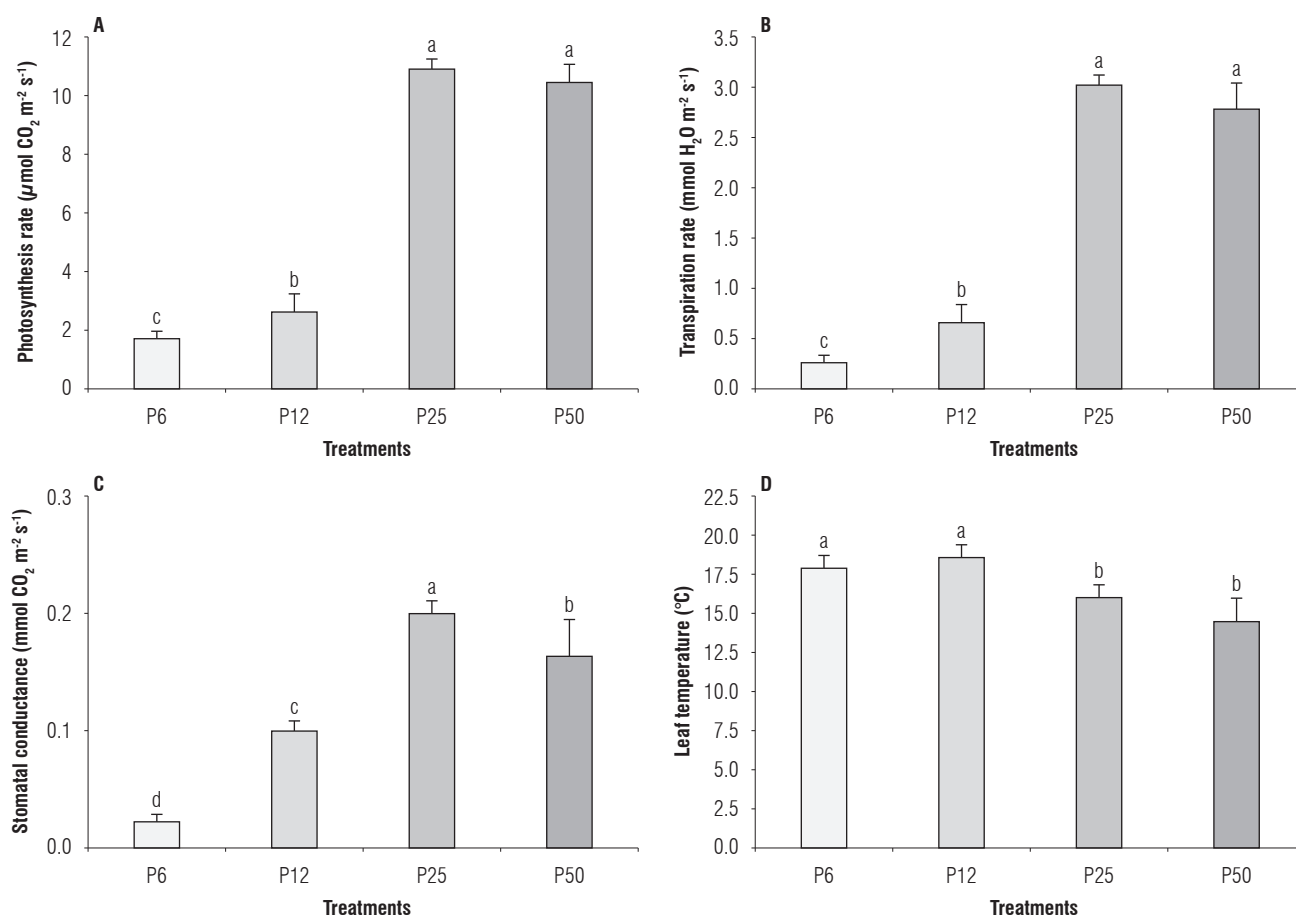 A
Photosynthesis rate (µmol CO₂ m⁻² s⁻¹)
12
10
8
6
4
2
0
c
b
a
a
P6 P12 P25 P50
Treatments
B
Transpiration rate (mmol H₂O m⁻² s⁻¹)
3.5
3.0
2.5
2.0
1.5
1.0
0.5
0.0
c
b
a
a
P6 P12 P25 P50
Treatments
C
Stomatal conductance (mmol CO₂ m⁻² s⁻¹)
0.3
0.2
0.1
0.0
d
c
a
b
P6 P12 P25 P50
Treatments
D
Leaf temperature (°C)
22.5
20.0
17.5
15.0
12.5
10.0
7.5
5.0
2.5
0.0
a
a
b
b
P6 P12 P25 P50
Treatments